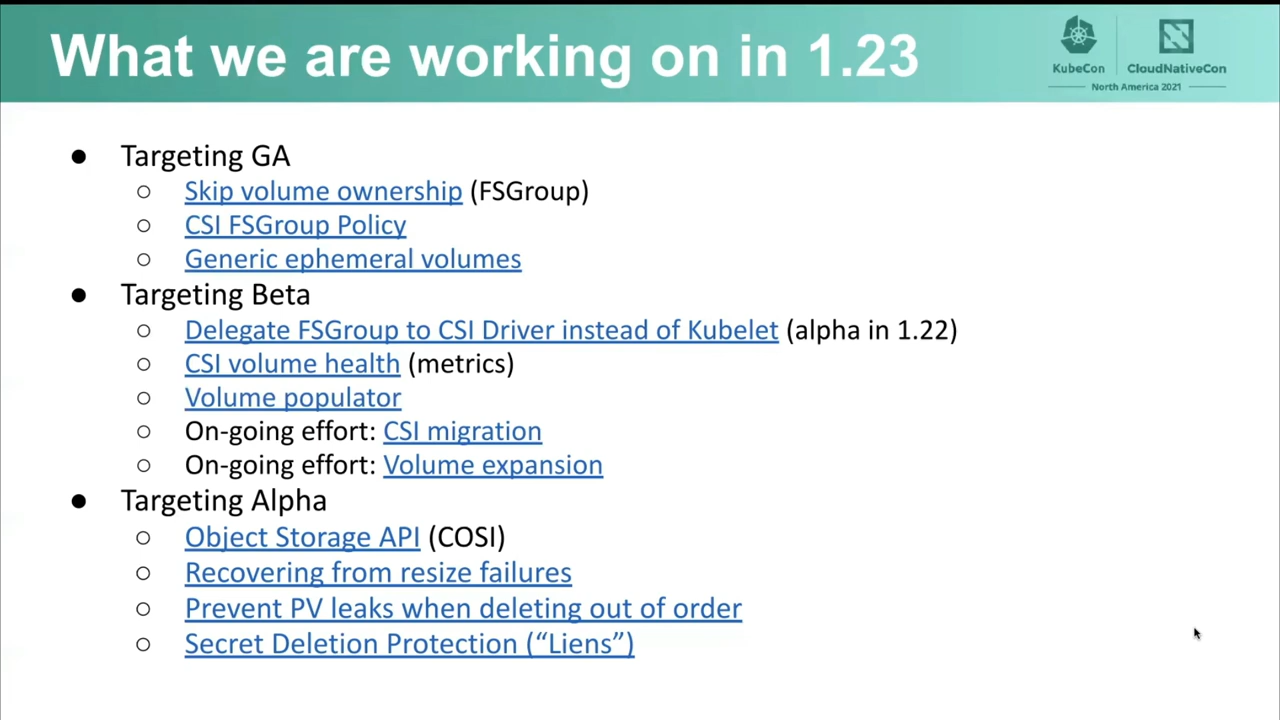 What we are working on in 1.23
KubeCon
CloudNativeCon
North America 2021
● Targeting GA
○ Skip volume ownership (FSGroup)
○ CSI FSGroup Policy
○ Generic ephemeral volumes
● Targeting Beta
○ Delegate FSGroup to CSI Driver instead of Kubelet (alpha in 1.22)
○ CSI volume health (metrics)
○ Volume populator
○ On-going effort: CSI migration
○ On-going effort: Volume expansion
● Targeting Alpha
○ Object Storage API (COSI)
○ Recovering from resize failures
○ Prevent PV leaks when deleting out of order
○ Secret Deletion Protection (“Liens”)